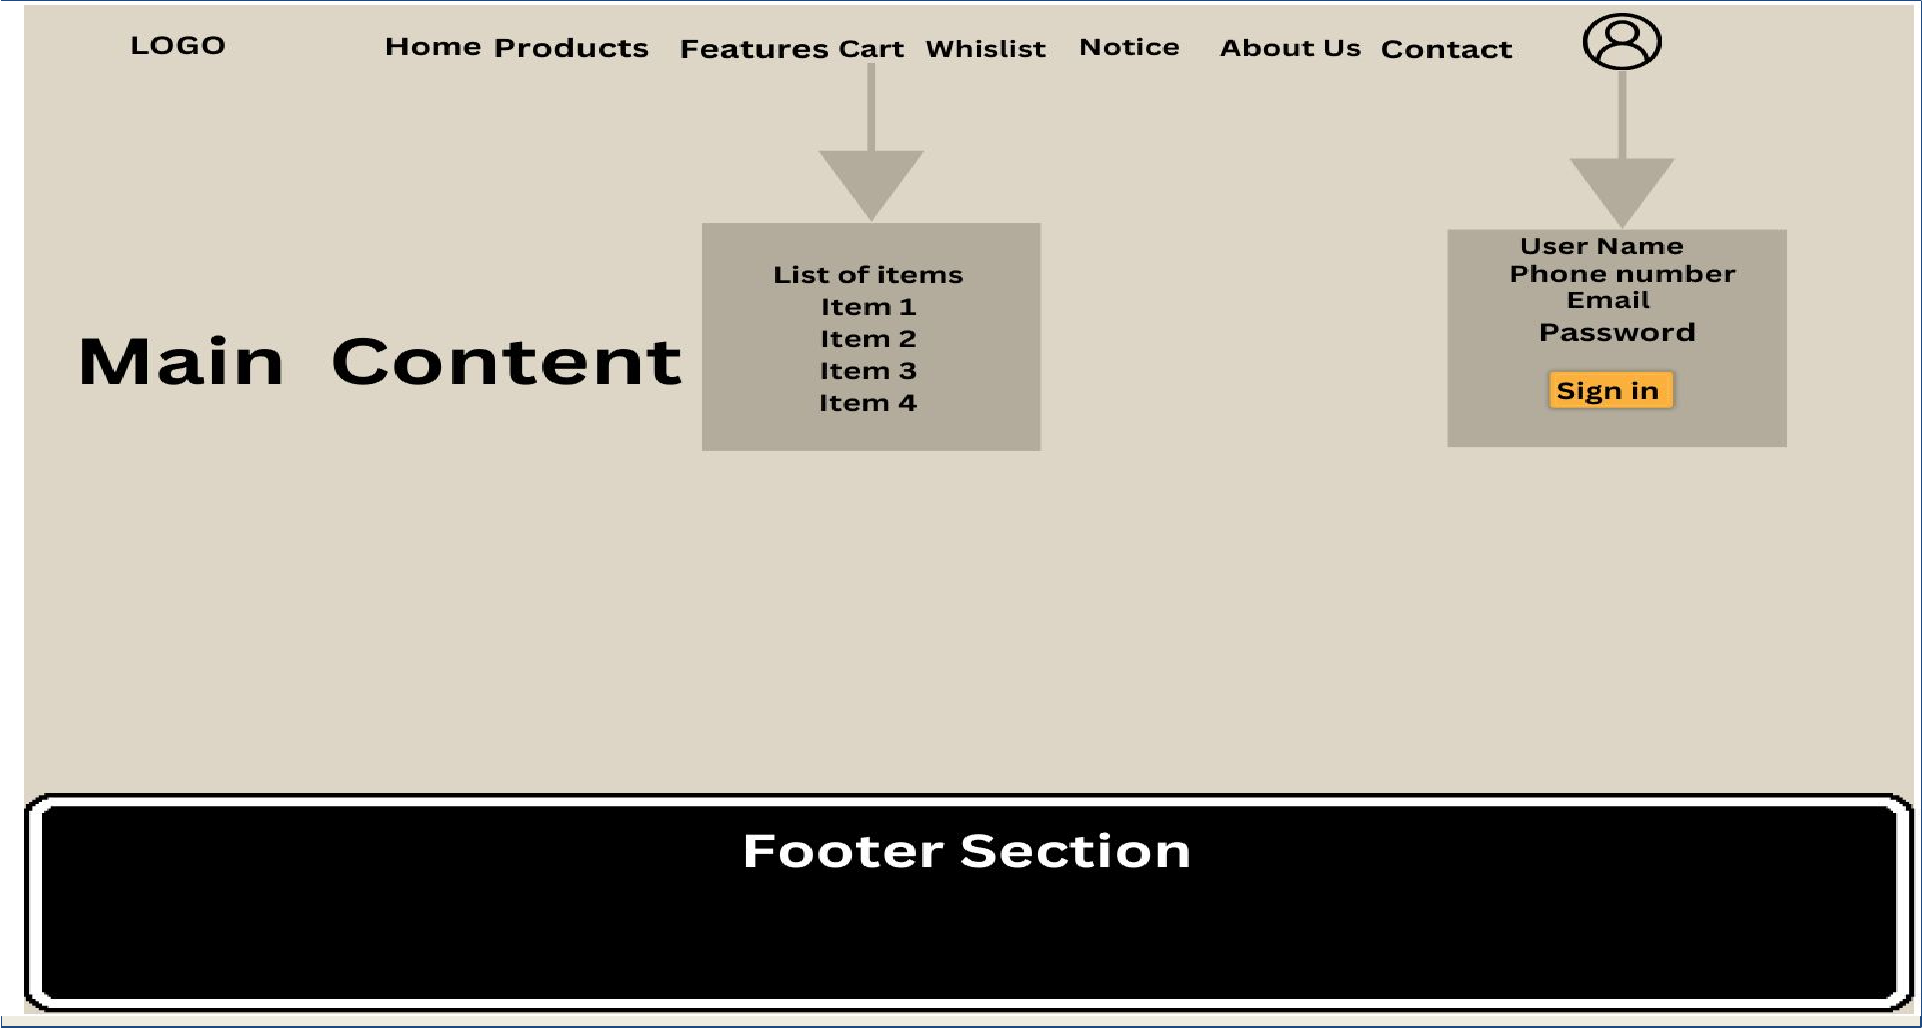 LOGO Home Products Features Cart Whislist Notice About Us Contact
List of items
Item 1
Item 2
Item 3
Item 4
User Name
Phone number
Email
Password
Sign in
Main Content
Footer Section